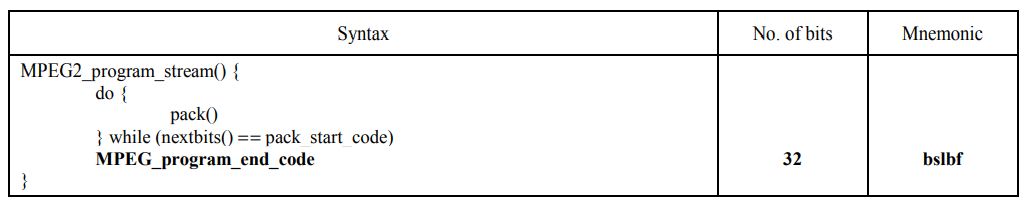 Syntax No. of bits Mnemonic
MPEG2_program_stream() {
do {
pack()
} while (nextbits() == pack_start_code)
MPEG_program_end_code 32 bslbf
}